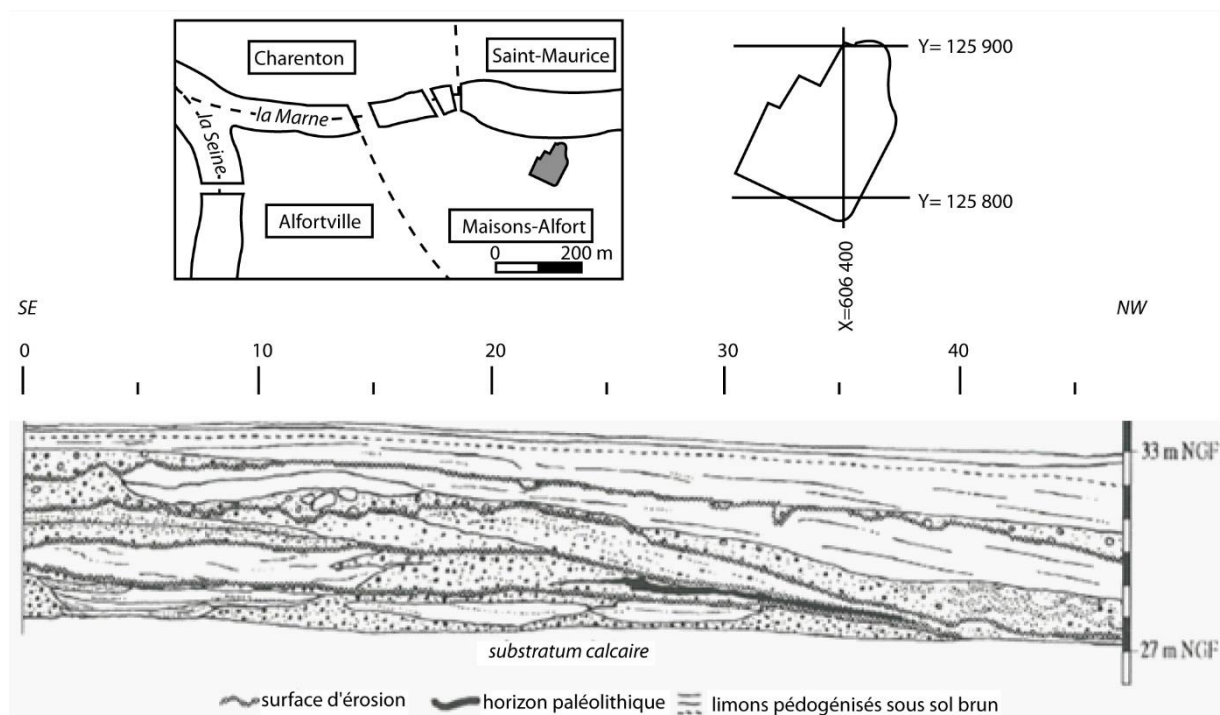 Charenton
Saint-Maurice
la Marne
la Seine
Alfortville
Maisons-Alfort
0 200 m
Y= 125 900
Y= 125 800
X=606 400
SE
NW
0 10 20 30 40
33 m NGF
27 m NGF
substratum calcaire
surface d'érosion horizon paléolithique limons pédogénisés sous sol brun